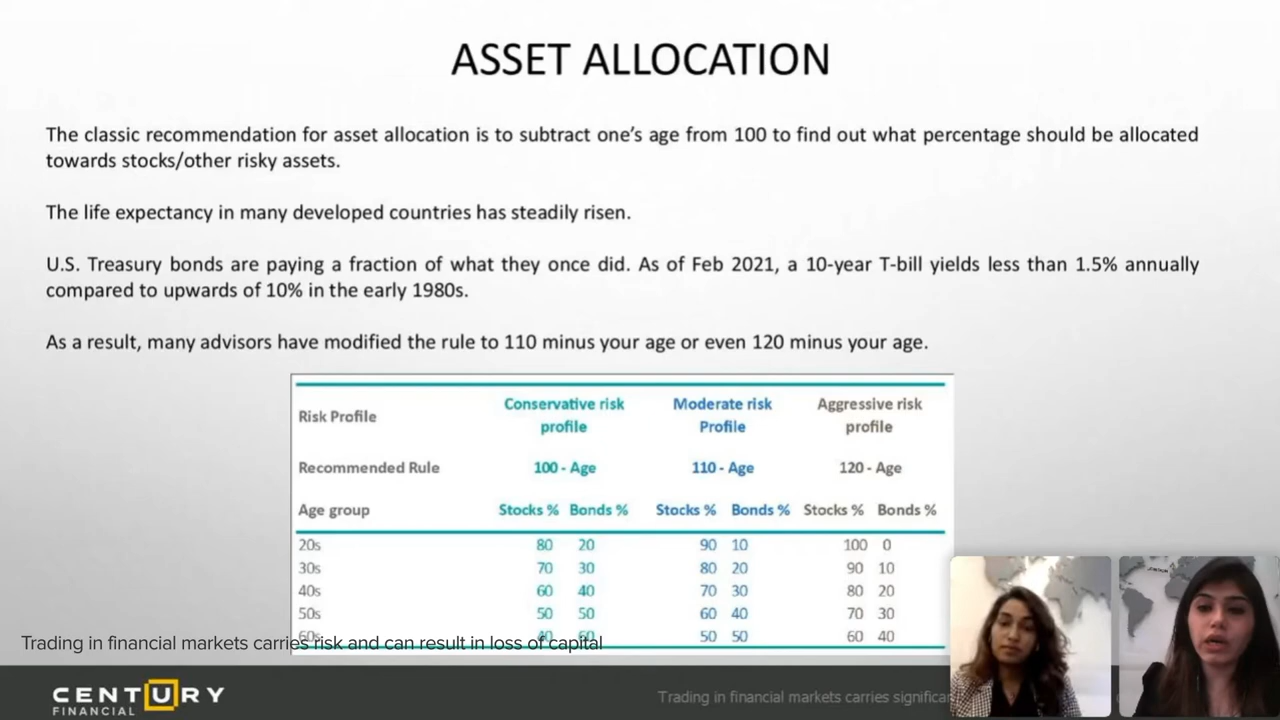 ASSET ALLOCATION
The classic recommendation for asset allocation is to subtract one's age from 100 to find out what percentage should be allocated
towards stocks/other risky assets.
The life expectancy in many developed countries has steadily risen.
U.S. Treasury bonds are paying a fraction of what they once did. As of Feb 2021, a 10-year T-bill yields less than 1.5% annually
compared to upwards of 10% in the early 1980s.
As a result, many advisors have modified the rule to 110 minus your age or even 120 minus your age.
Risk Profile Conservative risk profile Moderate risk Profile Aggressive risk profile
Recommended Rule 100 - Age 110 - Age 120 - Age
Age group Stocks % Bonds % Stocks % Bonds % Stocks % Bonds %
20s 80 20 90 10 100 0
30s 70 30 80 20 90 10
40s 60 40 70 30 80 20
50s 50 50 60 40 70 30
60s 40 60 50 50 60 40
Trading in financial markets carries risk and can result in loss of capital
CENTURY
FINANCIAL
Trading in financial markets carries